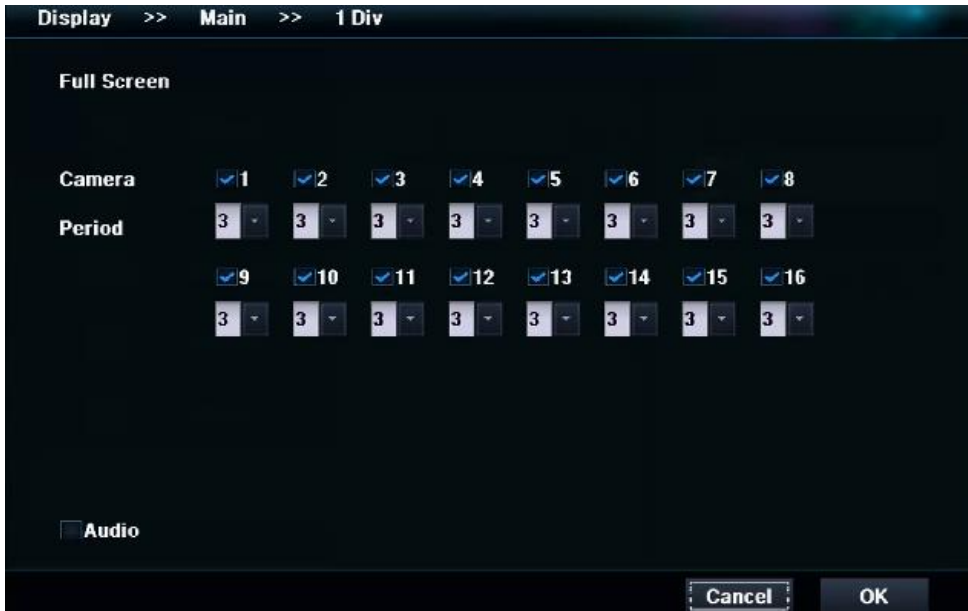 Display >> Main >> 1 Div
Full Screen
Camera 1 2 3 4 5 6 7 8
Period 3 3 3 3 3 3 3 3
9 10 11 12 13 14 15 16
3 3 3 3 3 3 3 3
Audio
Cancel OK